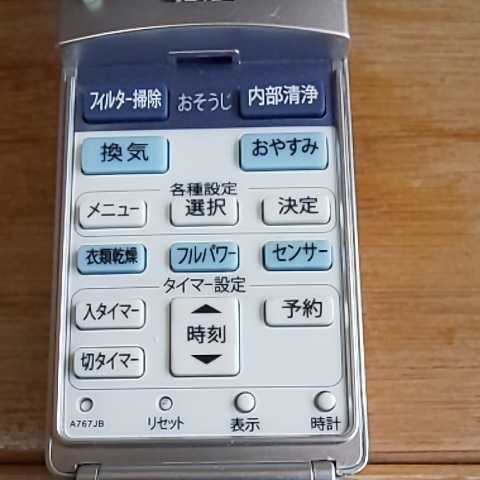 フィルター掃除 おそうじ 内部清浄
換気 おやすみ
各種設定
メニュー 選択 決定
衣類乾燥 フルパワー センサー
タイマー設定
入タイマー 時刻 予約
切タイマー
A767JB リセット 表示 時計